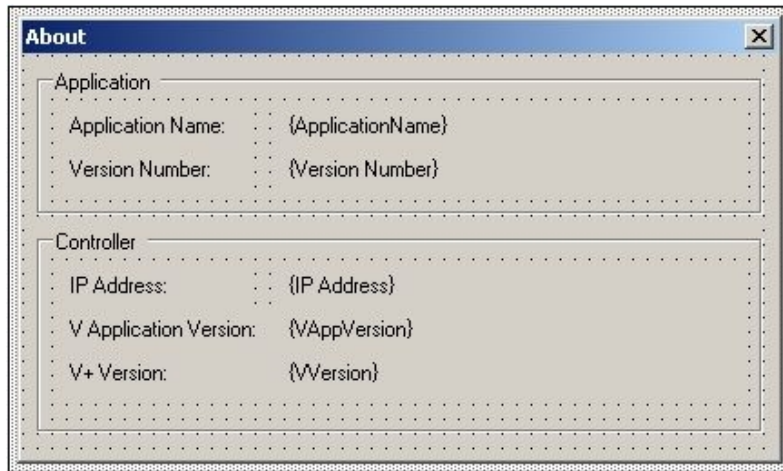 About
Application
Application Name: {ApplicationName}
Version Number: {Version Number}
Controller
IP Address: {IP Address}
V Application Version: {VAppVersion}
V+ Version: {VVersion}